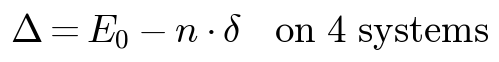 Δ = E₀ − n · δ on 4 systems